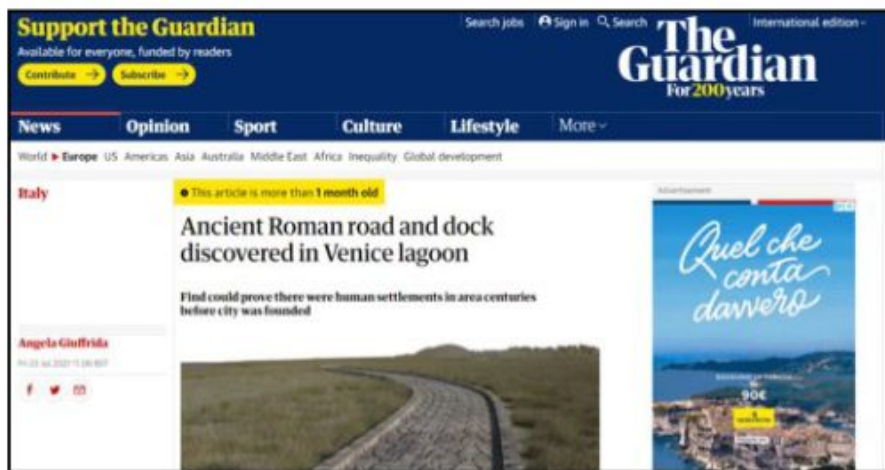 Support the Guardian
Available for everyone, funded by readers
Contribute → Subscribe →
Search jobs Sign in Search
International edition
The
Guardian
For 200 years
News Opinion Sport Culture Lifestyle More
World Europe US Americas Asia Australia Middle East Africa Inequality Global development
Italy
This article is more than 1 month old
Ancient Roman road and dock
discovered in Venice lagoon
Find could prove there were human settlements in area centuries
before city was founded
Angela Giuffrida
Advertisement
Quel che
conta
davvero
90€